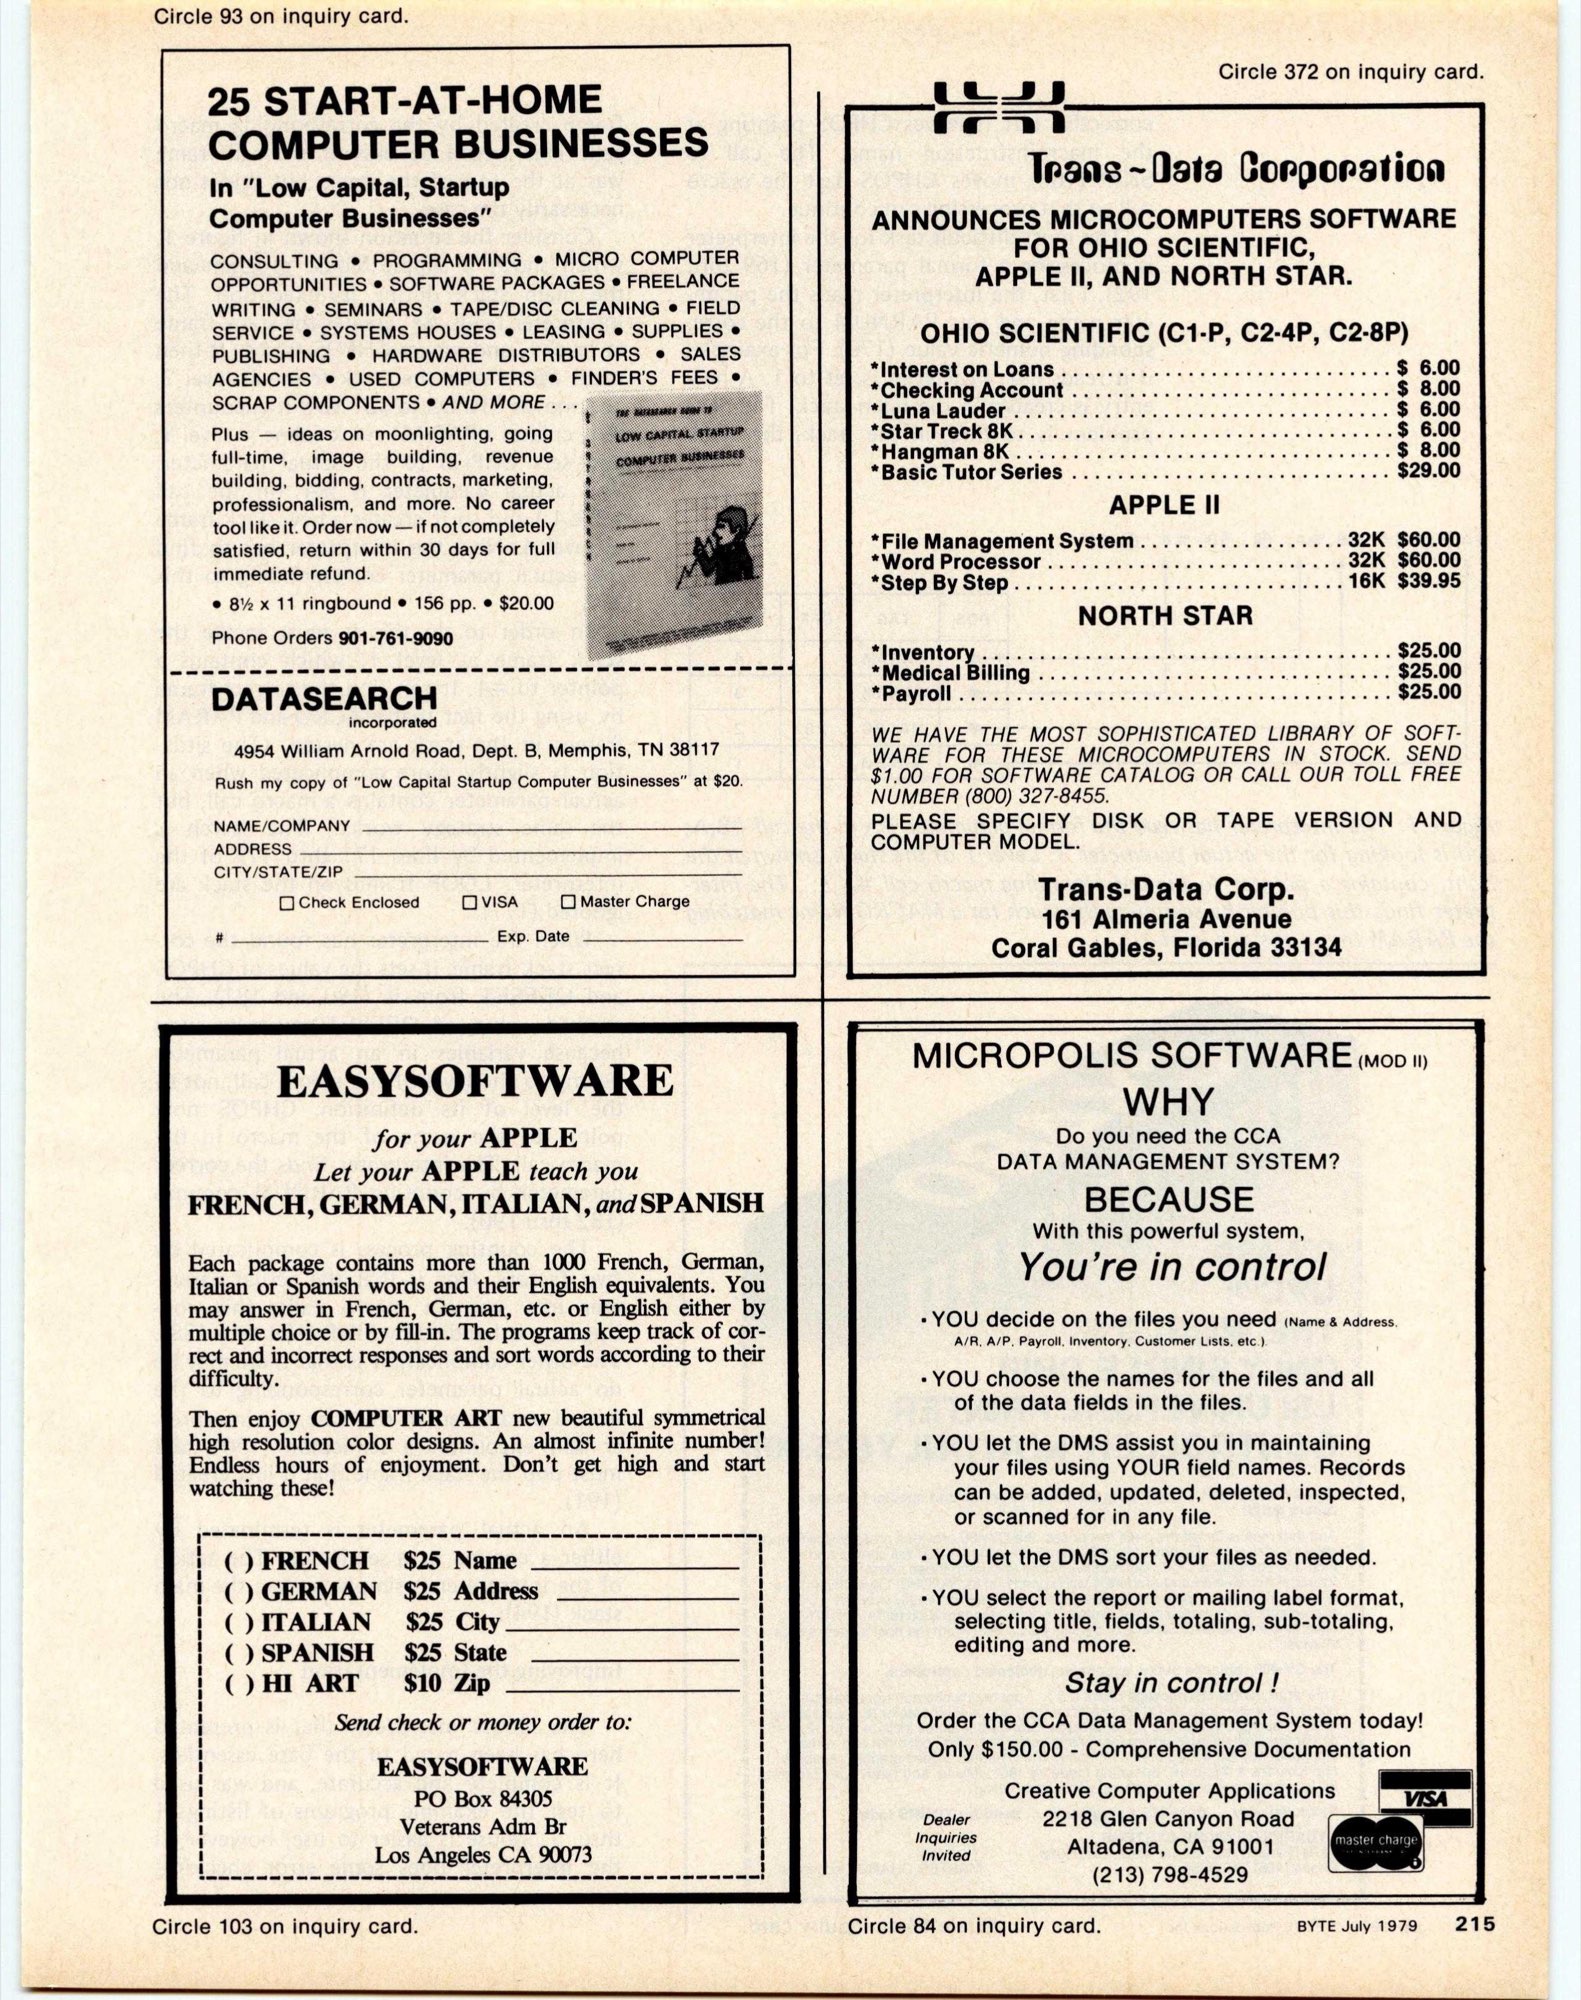 Circle 93 on inquiry card.
25 START-AT-HOME
COMPUTER BUSINESSES
In "Low Capital, Startup
Computer Businesses"
CONSULTING • PROGRAMMING • MICRO COMPUTER
OPPORTUNITIES • SOFTWARE PACKAGES • FREELANCE
WRITING • SEMINARS • TAPE/DISC CLEANING • FIELD
SERVICE • SYSTEMS HOUSES • LEASING • SUPPLIES •
PUBLISHING • HARDWARE DISTRIBUTORS • SALES
AGENCIES • USED COMPUTERS • FINDER'S FEES •
SCRAP COMPONENTS • AND MORE . . .
Plus — ideas on moonlighting, going
full-time, image building, revenue
building, bidding, contracts, marketing,
professionalism, and more. No career
tool like it. Order now — if not completely
satisfied, return within 30 days for full
immediate refund.
• 8½ x 11 ringbound • 156 pp. • $20.00
Phone Orders 901-761-9090
THE DATASEARCH GUIDE TO
LOW CAPITAL STARTUP
COMPUTER BUSINESSES
DATASEARCH
incorporated
4954 William Arnold Road, Dept. B, Memphis, TN 38117
Rush my copy of "Low Capital Startup Computer Businesses" at $20.
NAME/COMPANY
ADDRESS
CITY/STATE/ZIP
Check Enclosed VISA Master Charge
# Exp. Date
Circle 372 on inquiry card.
Trans-Data Corporation
ANNOUNCES MICROCOMPUTERS SOFTWARE
FOR OHIO SCIENTIFIC,
APPLE II, AND NORTH STAR.
OHIO SCIENTIFIC (C1-P, C2-4P, C2-8P)
*Interest on Loans . . . . . . . . . . $ 6.00
*Checking Account . . . . . . . . . . $ 8.00
*Luna Lauder . . . . . . . . . . $ 6.00
*Star Treck 8K . . . . . . . . . . $ 6.00
*Hangman 8K . . . . . . . . . . $ 8.00
*Basic Tutor Series . . . . . . . . . . $29.00
APPLE II
*File Management System . . . . . . . . . . 32K $60.00
*Word Processor . . . . . . . . . . 32K $60.00
*Step By Step . . . . . . . . . . 16K $39.95
NORTH STAR
*Inventory . . . . . . . . . . $25.00
*Medical Billing . . . . . . . . . . $25.00
*Payroll . . . . . . . . . . $25.00
WE HAVE THE MOST SOPHISTICATED LIBRARY OF SOFT-
WARE FOR THESE MICROCOMPUTERS IN STOCK. SEND
$1.00 FOR SOFTWARE CATALOG OR CALL OUR TOLL FREE
NUMBER (800) 327-8455.
PLEASE SPECIFY DISK OR TAPE VERSION AND
COMPUTER MODEL.
Trans-Data Corp.
161 Almeria Avenue
Coral Gables, Florida 33134
EASYSOFTWARE
for your APPLE
Let your APPLE teach you
FRENCH, GERMAN, ITALIAN, and SPANISH
Each package contains more than 1000 French, German,
Italian or Spanish words and their English equivalents. You
may answer in French, German, etc. or English either by
multiple choice or by fill-in. The programs keep track of cor-
rect and incorrect responses and sort words according to their
difficulty.
Then enjoy COMPUTER ART new beautiful symmetrical
high resolution color designs. An almost infinite number!
Endless hours of enjoyment. Don't get high and start
watching these!
( ) FRENCH $25 Name
( ) GERMAN $25 Address
( ) ITALIAN $25 City
( ) SPANISH $25 State
( ) HI ART $10 Zip
Send check or money order to:
EASYSOFTWARE
PO Box 84305
Veterans Adm Br
Los Angeles CA 90073
Circle 103 on inquiry card.
MICROPOLIS SOFTWARE (MOD II)
WHY
Do you need the CCA
DATA MANAGEMENT SYSTEM?
BECAUSE
With this powerful system,
You're in control
• YOU decide on the files you need (Name & Address,
A/R, A/P, Payroll, Inventory, Customer Lists, etc.).
• YOU choose the names for the files and all
of the data fields in the files.
• YOU let the DMS assist you in maintaining
your files using YOUR field names. Records
can be added, updated, deleted, inspected,
or scanned for in any file.
• YOU let the DMS sort your files as needed.
• YOU select the report or mailing label format,
selecting title, fields, totaling, sub-totaling,
editing and more.
Stay in control !
Order the CCA Data Management System today!
Only $150.00 - Comprehensive Documentation
Creative Computer Applications
2218 Glen Canyon Road
Altadena, CA 91001
(213) 798-4529
Dealer
Inquiries
Invited
VISA
master charge
Circle 84 on inquiry card.
BYTE July 1979 215